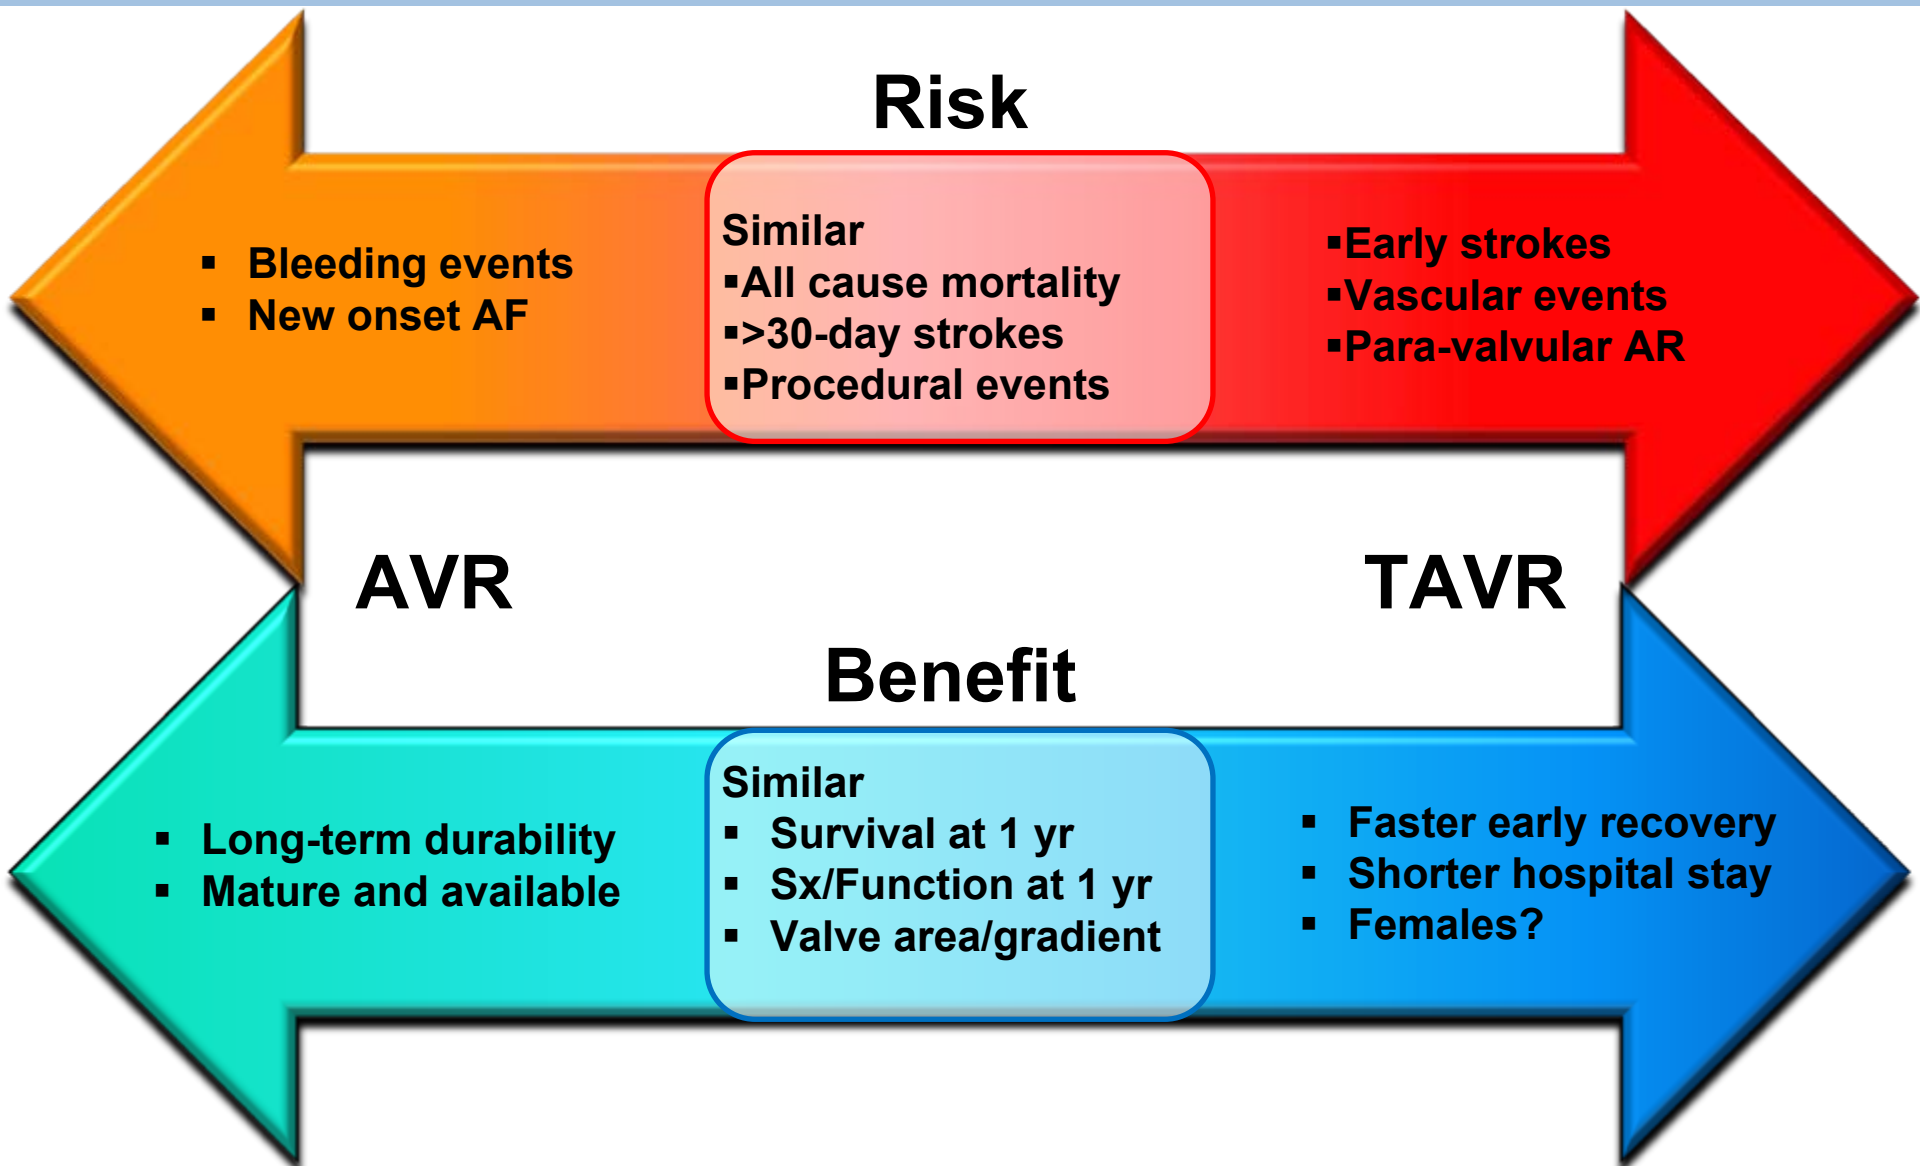 Risk
▪ Bleeding events
▪ New onset AF
Similar
▪All cause mortality
▪>30-day strokes
▪Procedural events
▪Early strokes
▪Vascular events
▪Para-valvular AR
AVR
TAVR
Benefit
▪ Long-term durability
▪ Mature and available
Similar
▪ Survival at 1 yr
▪ Sx/Function at 1 yr
▪ Valve area/gradient
▪ Faster early recovery
▪ Shorter hospital stay
▪ Females?